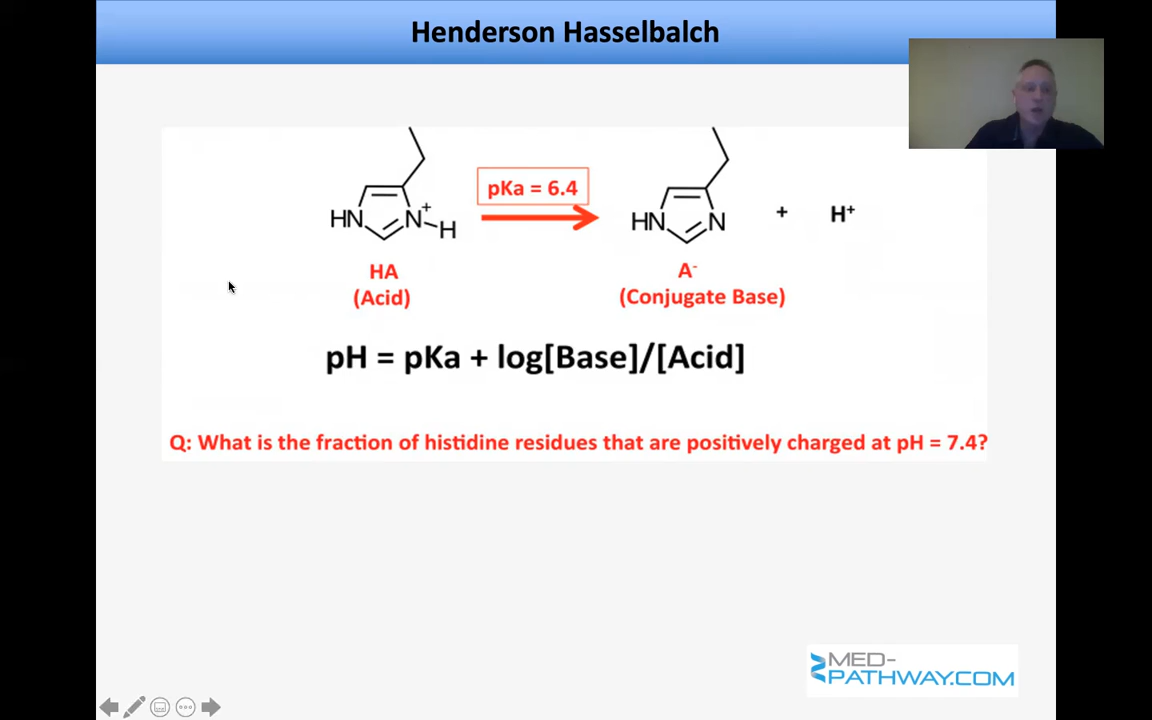 Henderson Hasselbalch
pKa = 6.4
HN
N
+
H
HN
N
+
H+
HA
(Acid)
A-
(Conjugate Base)
pH = pKa + log[Base]/[Acid]
Q: What is the fraction of histidine residues that are positively charged at pH = 7.4?
MED-
PATHWAY.COM